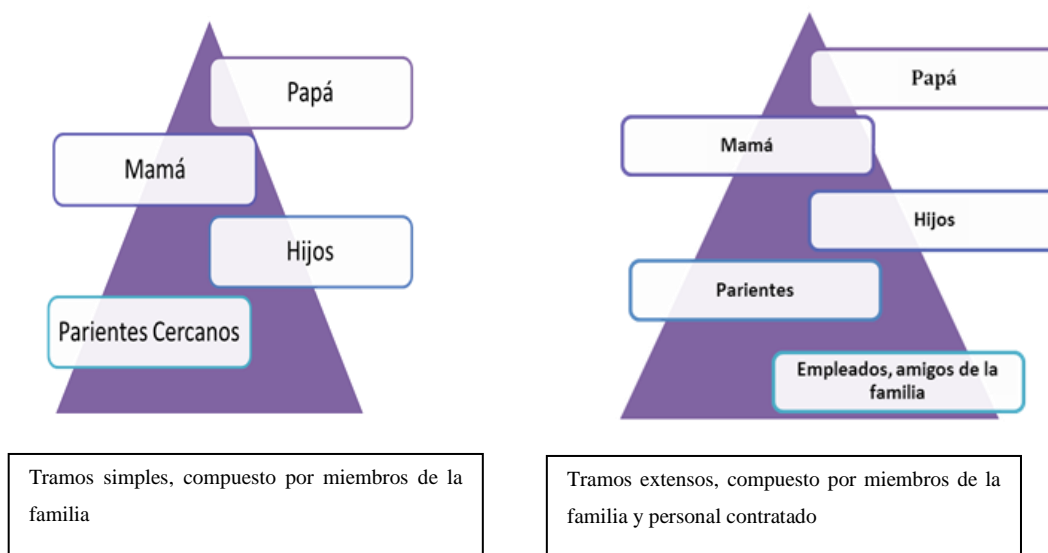 Papá
Mamá
Hijos
Parientes Cercanos
Tramos simples, compuesto por miembros de la
familia
Papá
Mamá
Hijos
Parientes
Empleados, amigos de la
familia
Tramos extensos, compuesto por miembros de la
familia y personal contratado